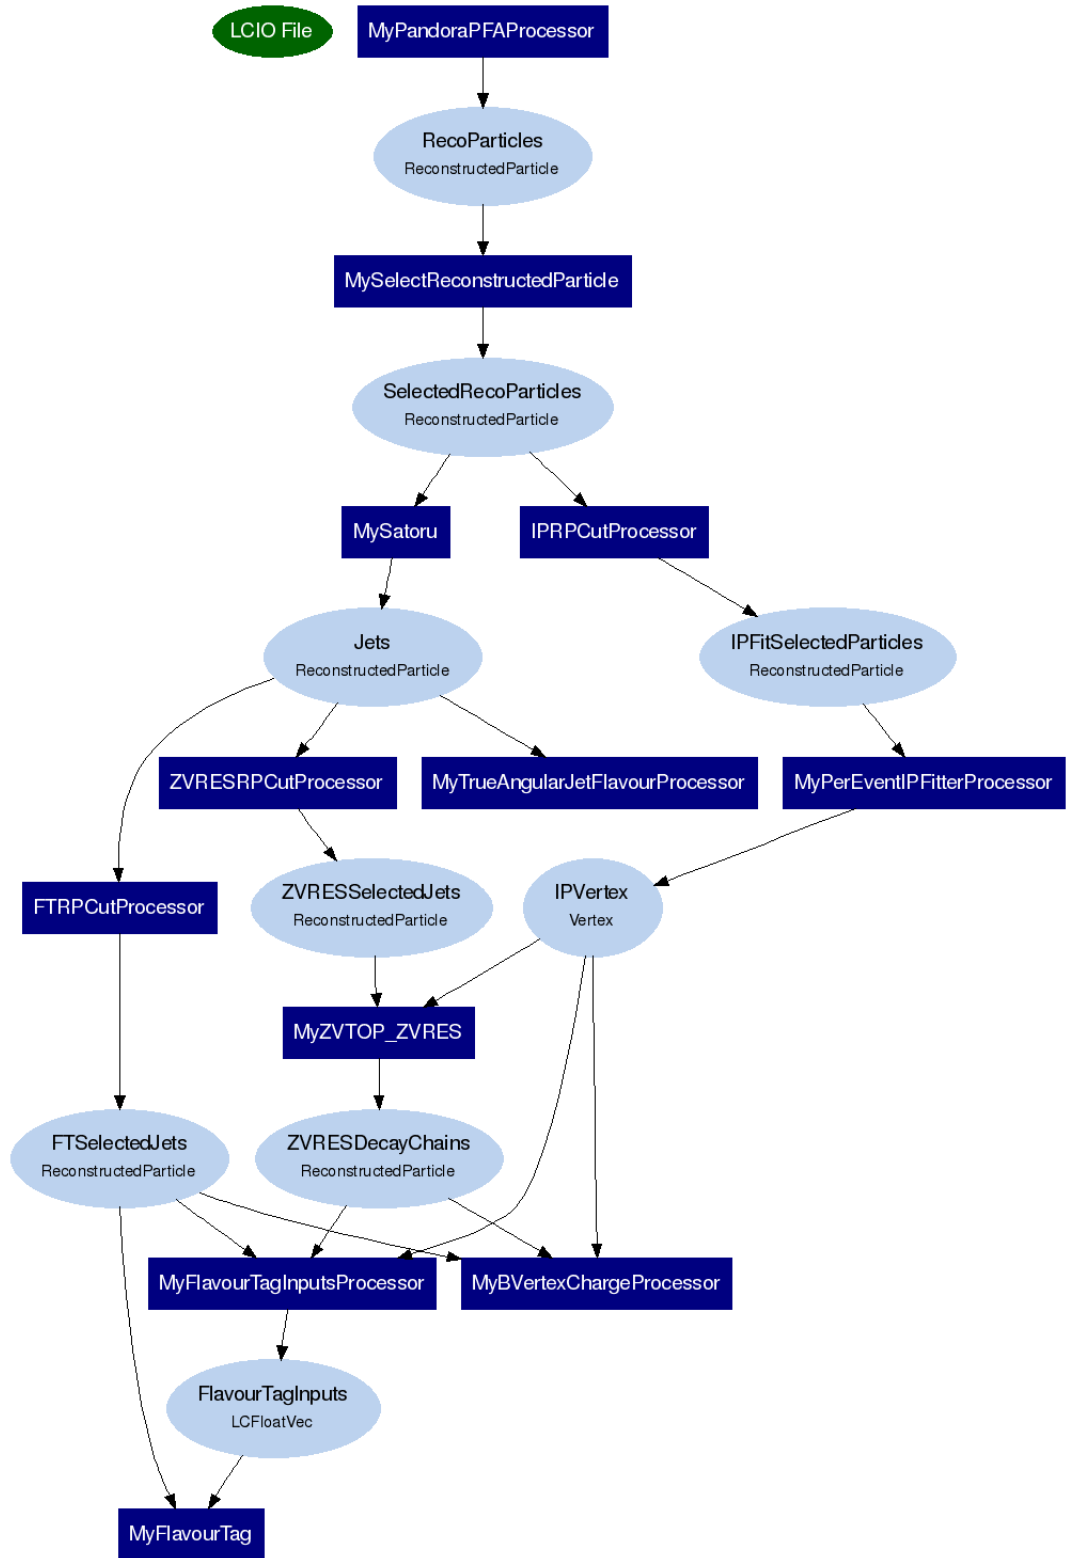 LCIO File
MyPandoraPFAProcessor
RecoParticles
ReconstructedParticle
MySelectReconstructedParticle
SelectedRecoParticles
ReconstructedParticle
MySatoru
IPRPCutProcessor
Jets
ReconstructedParticle
IPFitSelectedParticles
ReconstructedParticle
ZVRESRPCutProcessor
MyTrueAngularJetFlavourProcessor
MyPerEventIPFitterProcessor
FTRPCutProcessor
ZVRESSelectedJets
ReconstructedParticle
IPVertex
Vertex
MyZVTOP_ZVRES
FTSelectedJets
ReconstructedParticle
ZVRESDecayChains
ReconstructedParticle
MyFlavourTagInputsProcessor
MyBVertexChargeProcessor
FlavourTagInputs
LCFloatVec
MyFlavourTag